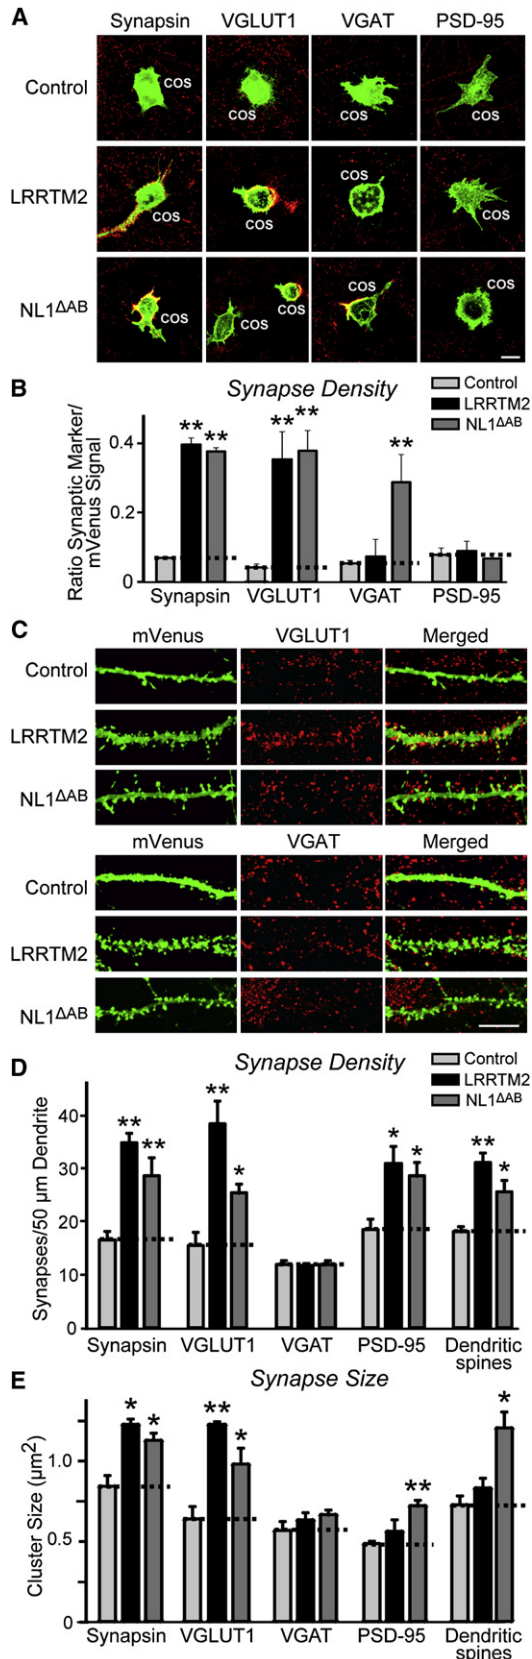 A
Synapsin VGLUT1 VGAT PSD-95
Control
COS COS COS COS
LRRTM2
COS COS COS COS
NL1ΔAB
COS COS COS COS COS
B
Synapse Density
Control
LRRTM2
NL1ΔAB
Ratio Synaptic Marker/
mVenus Signal
0.4
0.2
0
** ** ** ** **
Synapsin VGLUT1 VGAT PSD-95
C
mVenus VGLUT1 Merged
Control
LRRTM2
NL1ΔAB
mVenus VGAT Merged
Control
LRRTM2
NL1ΔAB
D
Synapse Density
Control
LRRTM2
NL1ΔAB
Synapses/50 μm Dendrite
40
30
20
10
0
** ** ** * * * ** *
Synapsin VGLUT1 VGAT PSD-95 Dendritic
spines
E
Synapse Size
Cluster Size (μm²)
1.0
0.5
0
* * ** * ** *
Synapsin VGLUT1 VGAT PSD-95 Dendritic
spines